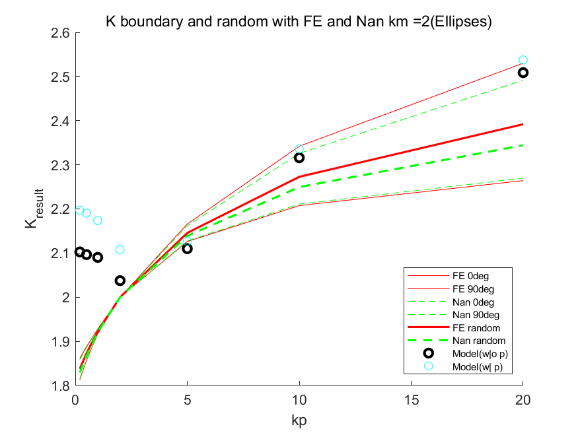 K boundary and random with FE and Nan km =2(Ellipses)
2.6
2.5
2.4
2.3
2.2
2.1
2
1.9
1.8
K_result
0
5
10
15
20
kp
FE 0deg
FE 90deg
Nan 0deg
Nan 90deg
FE random
Nan random
Model(w|o p)
Model(w| p)